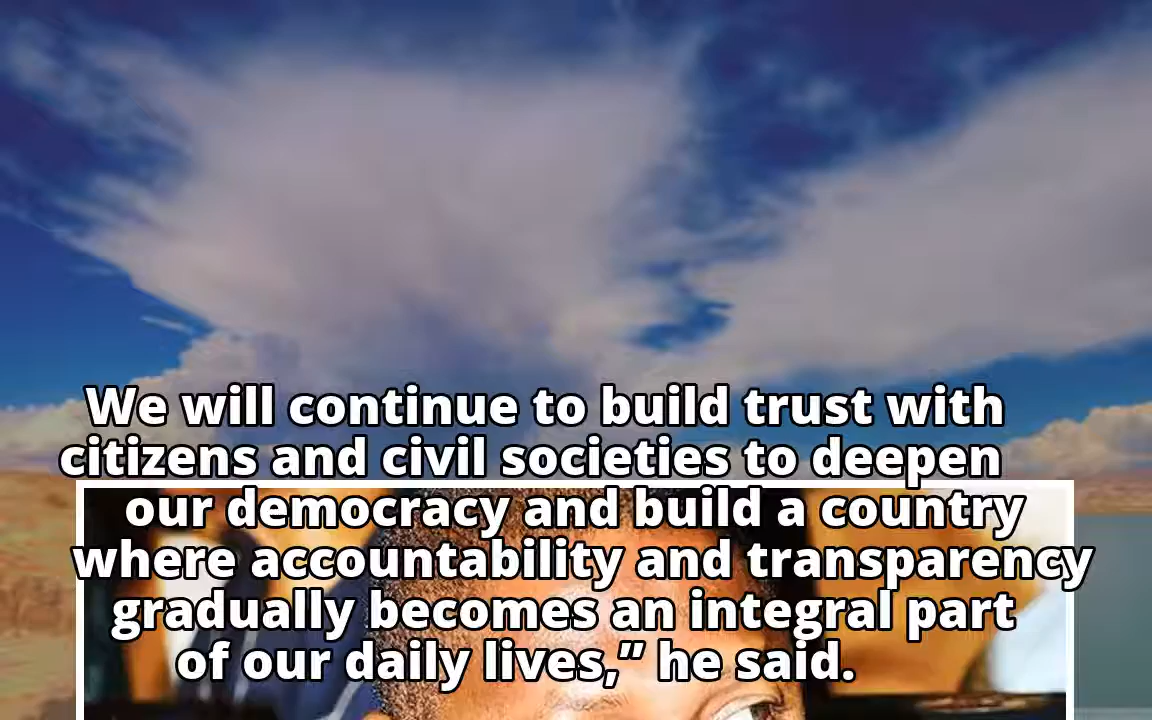 We will continue to build trust with
citizens and civil societies to deepen
our democracy and build a country
where accountability and transparency
gradually becomes an integral part
of our daily lives,” he said.